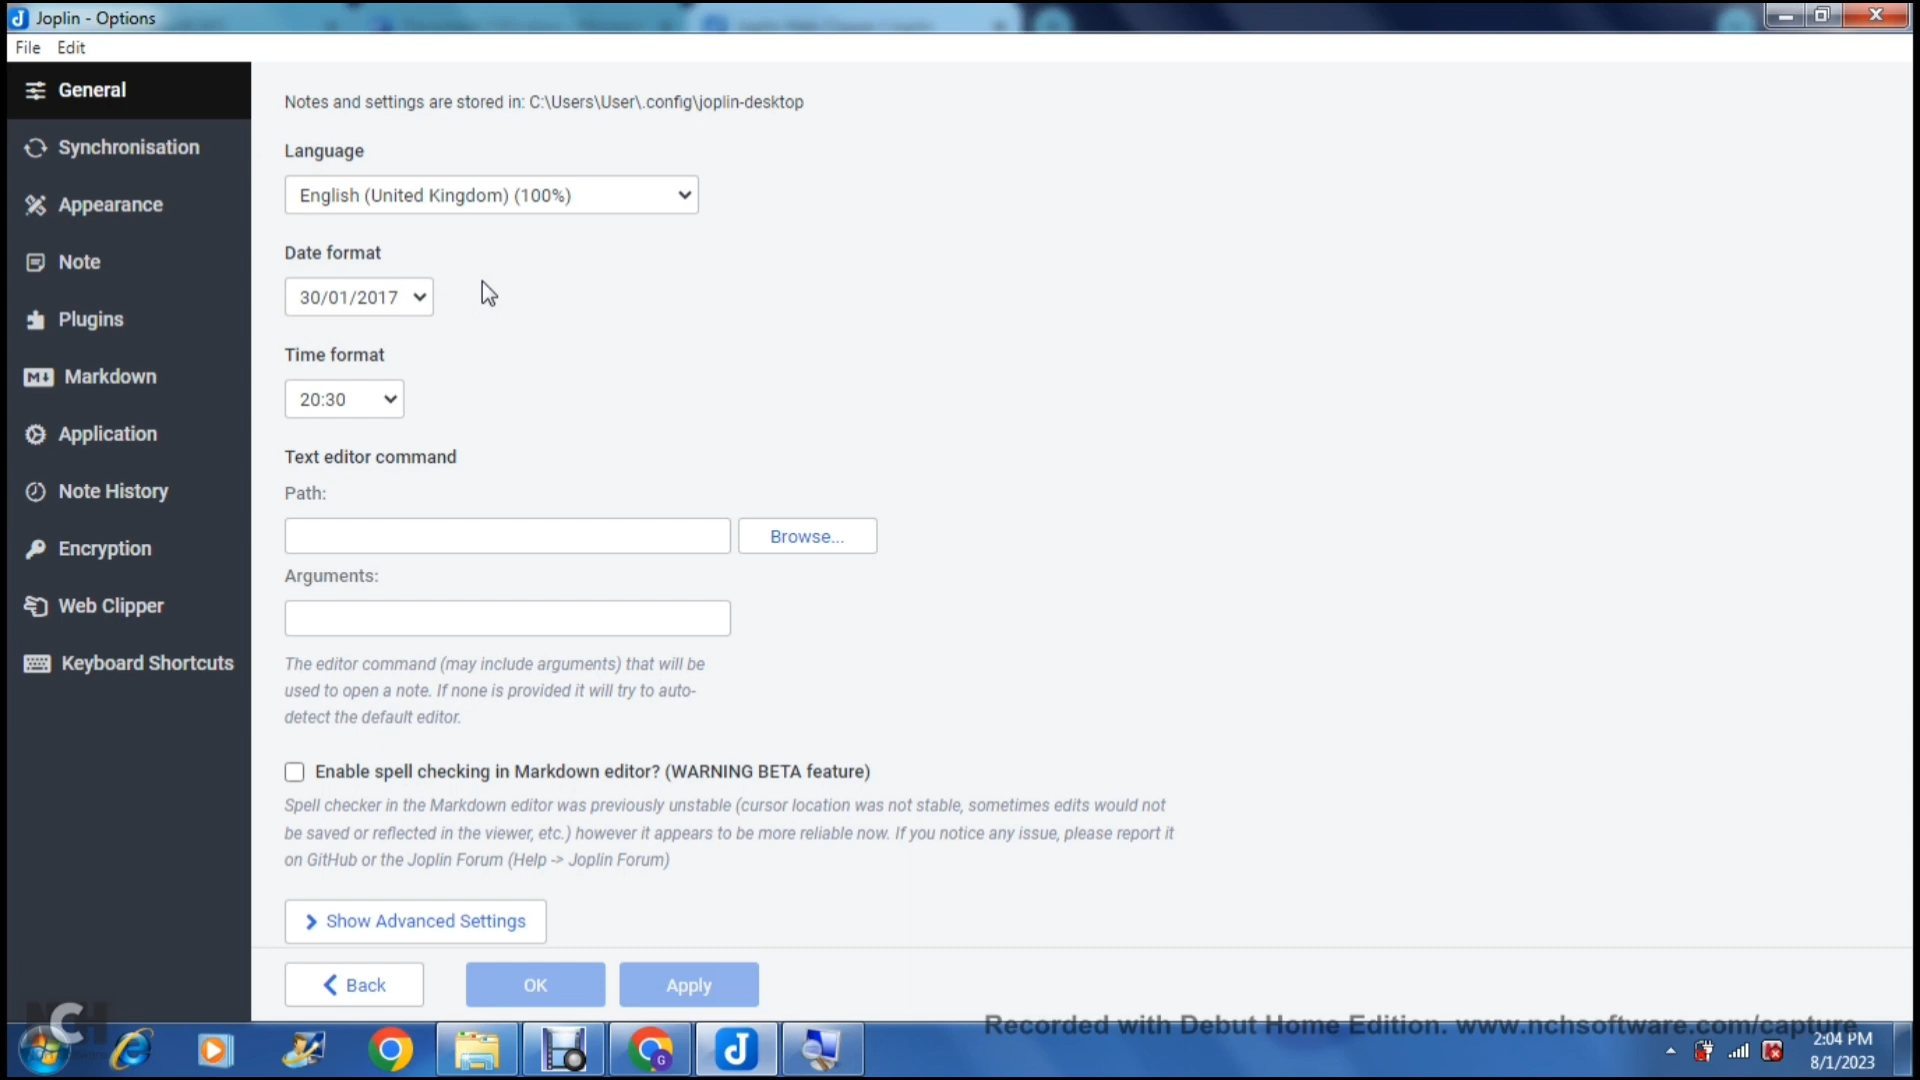 Joplin - Options
File Edit
General
Synchronisation
Appearance
Note
Plugins
Markdown
Application
Note History
Encryption
Web Clipper
Keyboard Shortcuts
Notes and settings are stored in: C:\Users\User\.config\joplin-desktop
Language
English (United Kingdom) (100%)
Date format
30/01/2017
Time format
20:30
Text editor command
Path:
Browse...
Arguments:
The editor command (may include arguments) that will be
used to open a note. If none is provided it will try to auto-
detect the default editor.
Enable spell checking in Markdown editor? (WARNING BETA feature)
Spell checker in the Markdown editor was previously unstable (cursor location was not stable, sometimes edits would not
be saved or reflected in the viewer, etc.) however it appears to be more reliable now. If you notice any issue, please report it
on GitHub or the Joplin Forum (Help -> Joplin Forum)
Show Advanced Settings
Back OK Apply
NCH
Recorded with Debut Home Edition. www.nchsoftware.com/capture
2:04 PM
8/1/2023